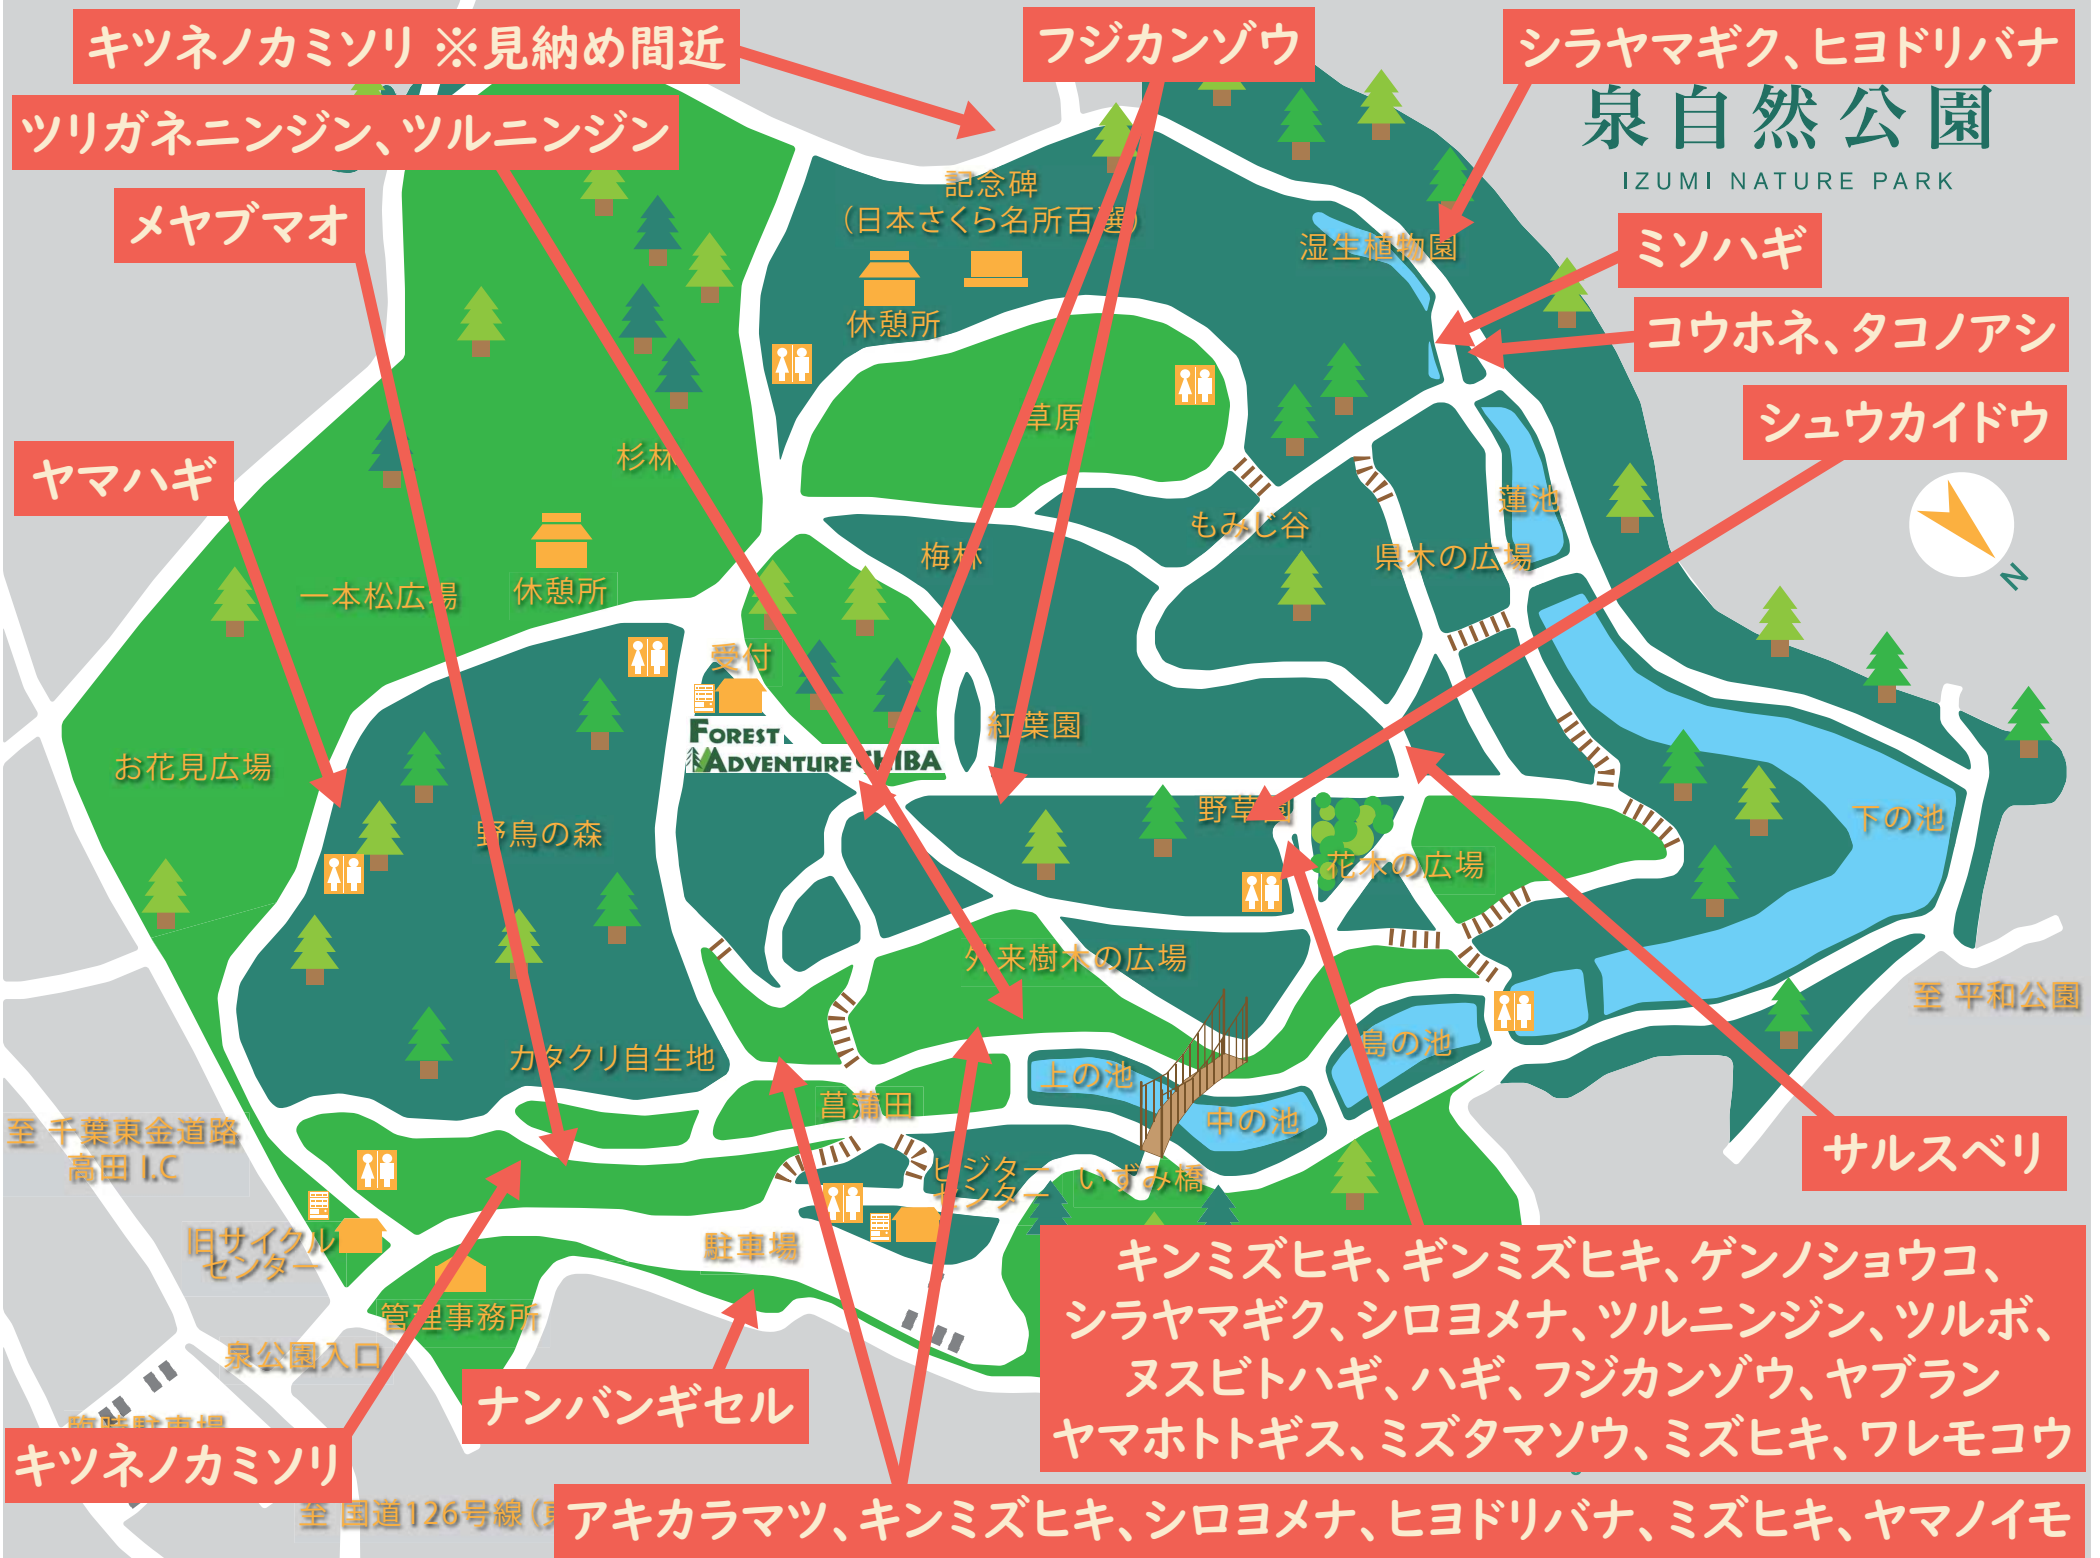 キツネノカミソリ ※見納め間近
フジカンゾウ
シラヤマギク、ヒヨドリバナ
泉自然公園
IZUMI NATURE PARK
ツリガネニンジン、ツルニンジン
メヤブマオ
記念碑
（日本さくら名所百選）
湿生植物園
ミソハギ
休憩所
コウホネ、タコノアシ
草原
シュウカイドウ
杉林
ヤマハギ
蓮池
もみじ谷
梅林
県木の広場
N
一本松広場
休憩所
受付
紅葉園
FOREST
ADVENTURE CHIBA
お花見広場
野草園
下の池
野鳥の森
花木の広場
外来樹木の広場
至 平和公園
カタクリ自生地
島の池
上の池
菖蒲田
中の池
至 千葉東金道路
高田 I.C
サルスベリ
ビジター
センター
いずみ橋
旧サイクル
センター
駐車場
管理事務所
泉公園入口
キンミズヒキ、ギンミズヒキ、ゲンノショウコ、
シラヤマギク、シロヨメナ、ツルニンジン、ツルボ、
ヌスビトハギ、ハギ、フジカンゾウ、ヤブラン
ヤマホトトギス、ミズタマソウ、ミズヒキ、ワレモコウ
ナンバンギセル
臨時駐車場
キツネノカミソリ
至 国道126号線（東
アキカラマツ、キンミズヒキ、シロヨメナ、ヒヨドリバナ、ミズヒキ、ヤマノイモ